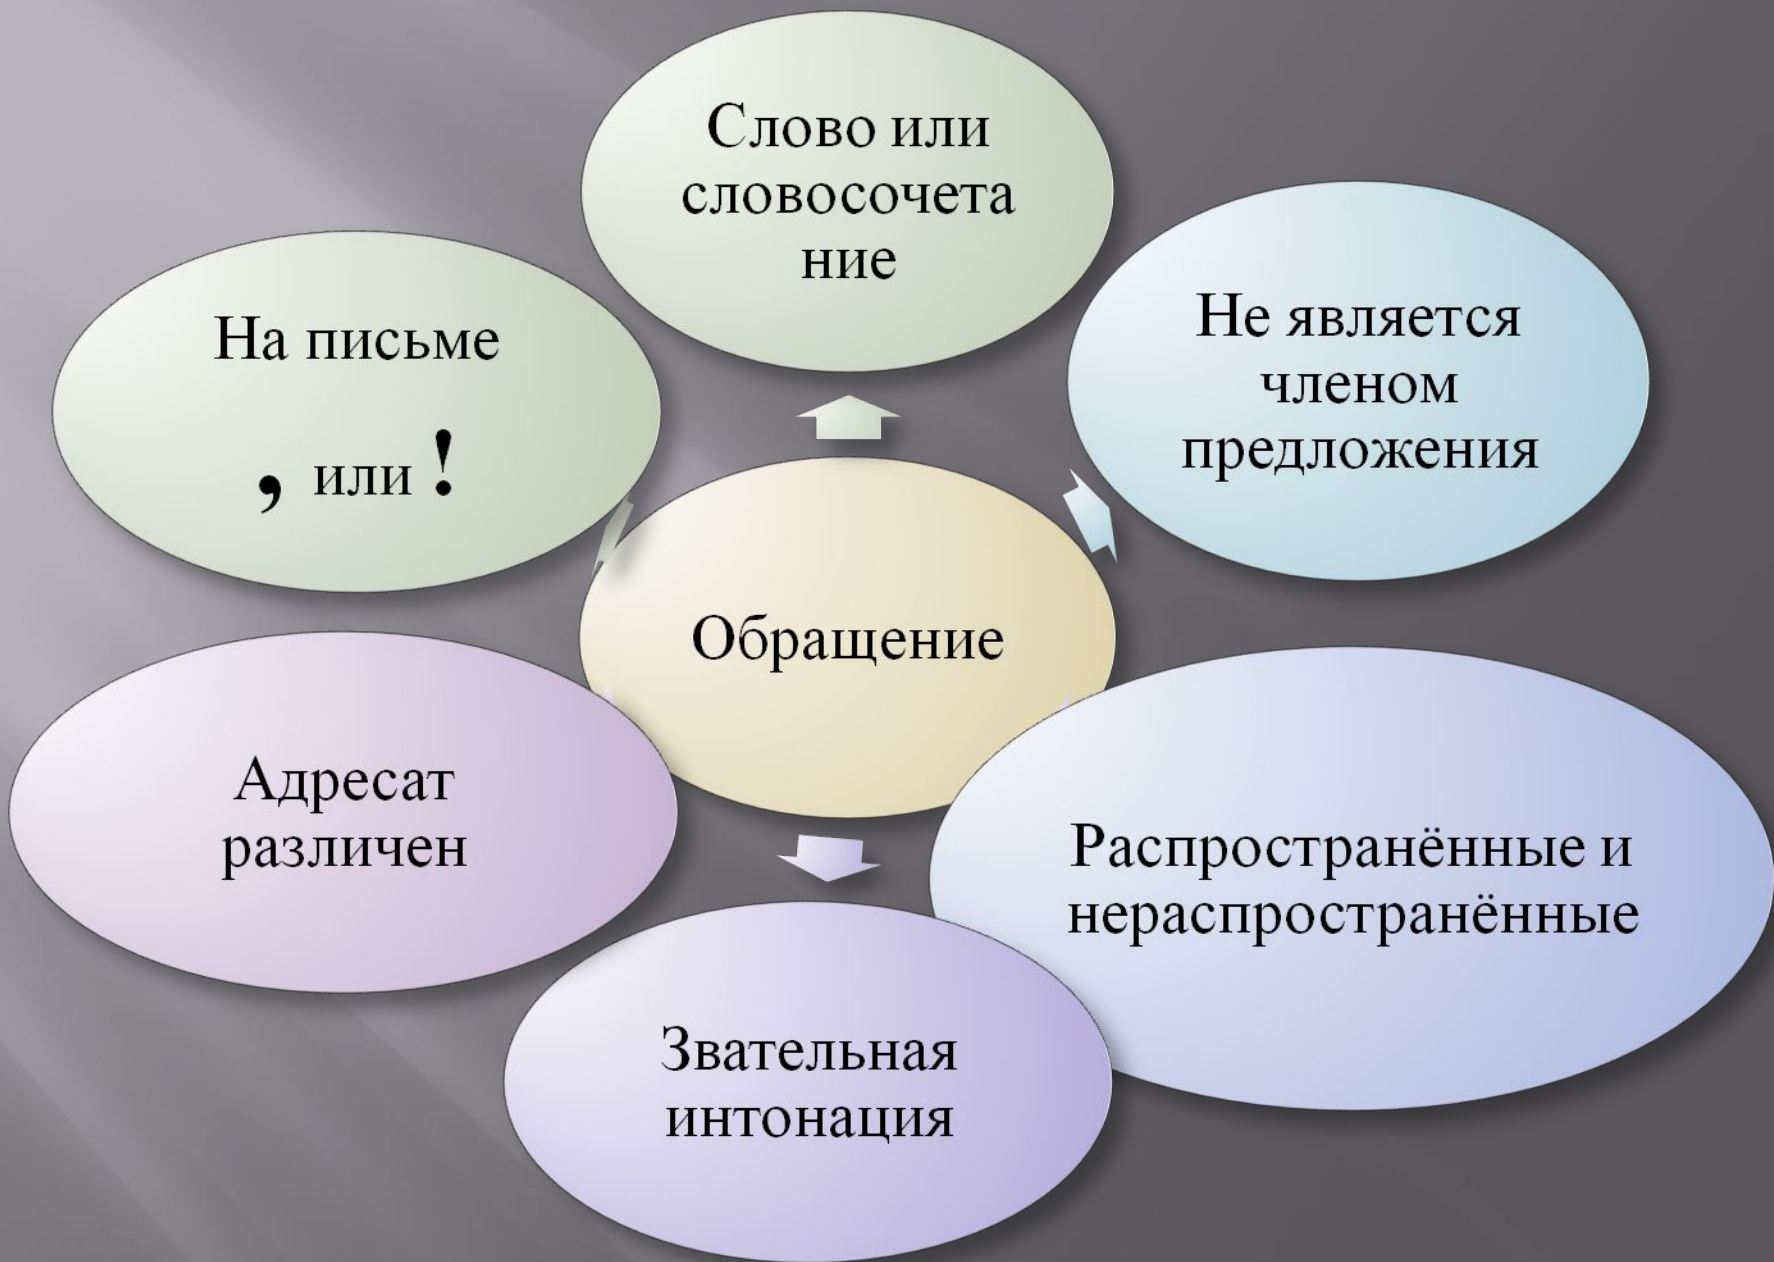 Слово или
словосочета
ние
Не является
членом
предложения
На письме
, или !
Обращение
Адресат
различен
Распространённые и
нераспространённые
Звательная
интонация